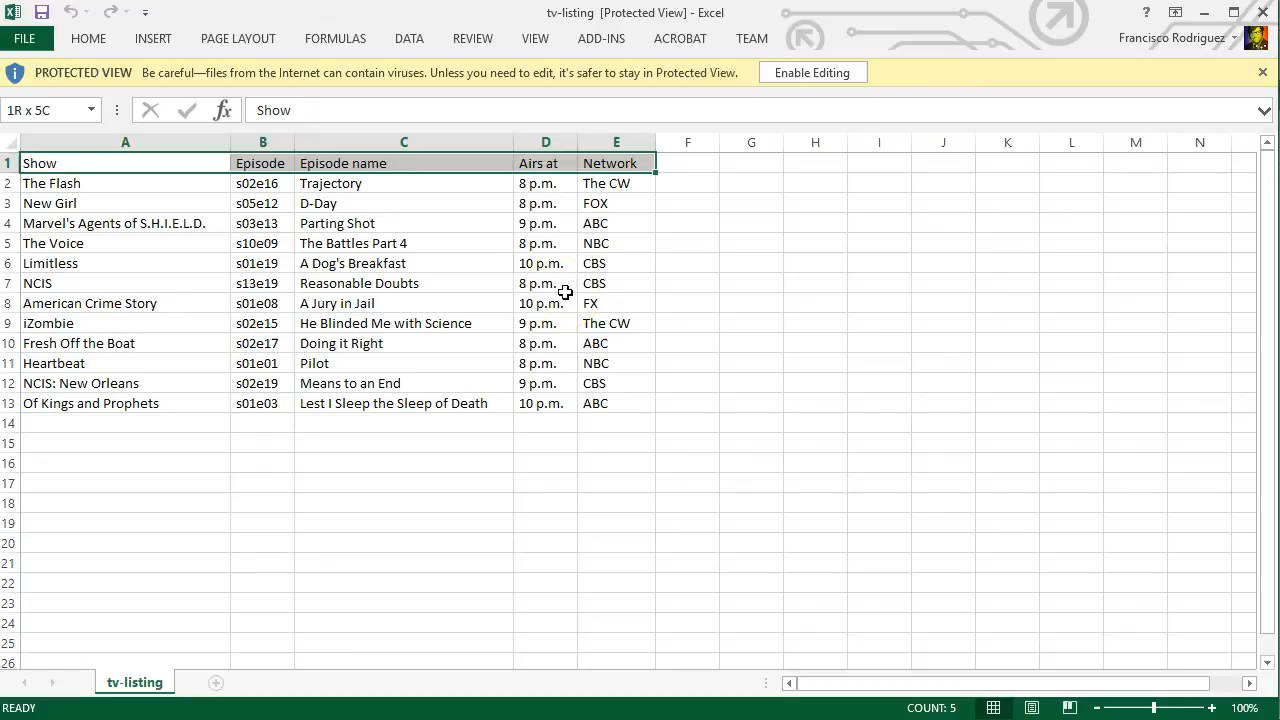 tv-listing [Protected View] - Excel
?
FILE HOME INSERT PAGE LAYOUT FORMULAS DATA REVIEW VIEW ADD-INS ACROBAT TEAM Francisco Rodriguez
PROTECTED VIEW Be careful—files from the Internet can contain viruses. Unless you need to edit, it's safer to stay in Protected View. Enable Editing
1R x 5C fx Show
A B C D E F G H I J K L M N
1 Show Episode Episode name Airs at Network
2 The Flash s02e16 Trajectory 8 p.m. The CW
3 New Girl s05e12 D-Day 8 p.m. FOX
4 Marvel's Agents of S.H.I.E.L.D. s03e13 Parting Shot 9 p.m. ABC
5 The Voice s10e09 The Battles Part 4 8 p.m. NBC
6 Limitless s01e19 A Dog's Breakfast 10 p.m. CBS
7 NCIS s13e19 Reasonable Doubts 8 p.m. CBS
8 American Crime Story s01e08 A Jury in Jail 10 p.m. FX
9 iZombie s02e15 He Blinded Me with Science 9 p.m. The CW
10 Fresh Off the Boat s02e17 Doing it Right 8 p.m. ABC
11 Heartbeat s01e01 Pilot 8 p.m. NBC
12 NCIS: New Orleans s02e19 Means to an End 9 p.m. CBS
13 Of Kings and Prophets s01e03 Lest I Sleep the Sleep of Death 10 p.m. ABC
14
15
16
17
18
19
20
21
22
23
24
25
26
tv-listing
READY COUNT: 5 100%